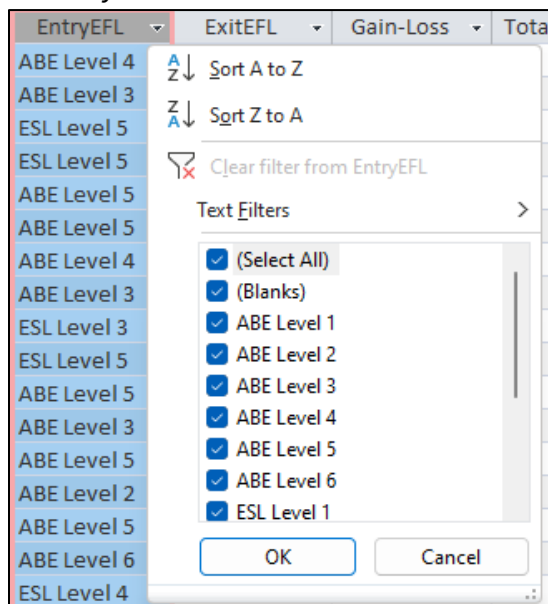 EntryEFL ExitEFL Gain-Loss Tota
ABE Level 4
ABE Level 3
ESL Level 5
ESL Level 5
ABE Level 5
ABE Level 5
ABE Level 4
ABE Level 3
ESL Level 3
ESL Level 5
ABE Level 5
ABE Level 3
ABE Level 5
ABE Level 2
ABE Level 5
ABE Level 6
ESL Level 4
A Z Sort A to Z
Z A Sort Z to A
Clear filter from EntryEFL
Text Filters
(Select All)
(Blanks)
ABE Level 1
ABE Level 2
ABE Level 3
ABE Level 4
ABE Level 5
ABE Level 6
ESL Level 1
OK Cancel